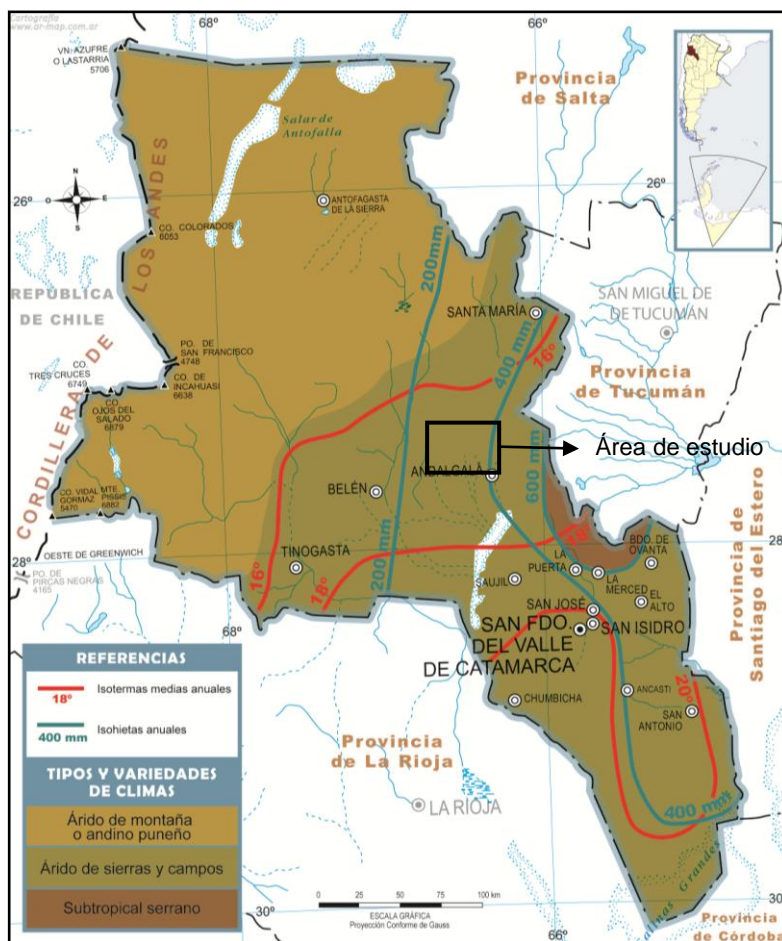 Cartografía
www.ar-map.com.ar
68º
66º
VN. AZUFRE
O LASTARRIA
5706
Provincia
de Salta
Salar de
Antofalla
LOS ANDES
26º
26º
N
O
E
S
ANTOFAGASTA
DE LA SIERRA
CO. COLORADOS
6053
200mm
REPÚBLICA
DE CHILE
SANTA MARÍA
SAN MIGUEL DE
DE TUCUMÁN
400 mm
16º
PO. DE
SAN FRANCISCO
4748
CO.
TRES CRUCES
6749
CO. DE
INCAHUASI
6638
Provincia
de Tucumán
CO.
OJOS DEL
SALADO
6879
CORDILLERA DE
Área de estudio
ANDALGALÁ
600 mm
BELÉN
CO. VIDAL
GORMAZ
5470
MTE.
PISSIS
6882
28º
OESTE DE GREENWICH
PO. DE
PIRCAS NEGRAS
4165
TINOGASTA
16º
18º
200 mm
18º
28º
LA
PUERTA
BDO. DE
OVANTA
SAUJIL
LA
MERCED
EL
ALTO
68º
SAN JOSÉ
SAN FDO.
DEL VALLE
DE CATAMARCA
SAN ISIDRO
Provincia de
Santiago del Estero
CHUMBICHA
ANCASTI
20º
SAN
ANTONIO
Provincia
de La Rioja
LA RIOJA
400 mm
Salinas Grandes
REFERENCIAS
18º
Isotermas medias anuales
400 mm
Isohietas anuales
TIPOS Y VARIEDADES
DE CLIMAS
Árido de montaña
o andino puneño
Árido de sierras y campos
Subtropical serrano
0
50
100 km
ESCALA GRÁFICA
Proyección Conforme de Gauss
30º
30º
66º
Provincia
de Córdoba